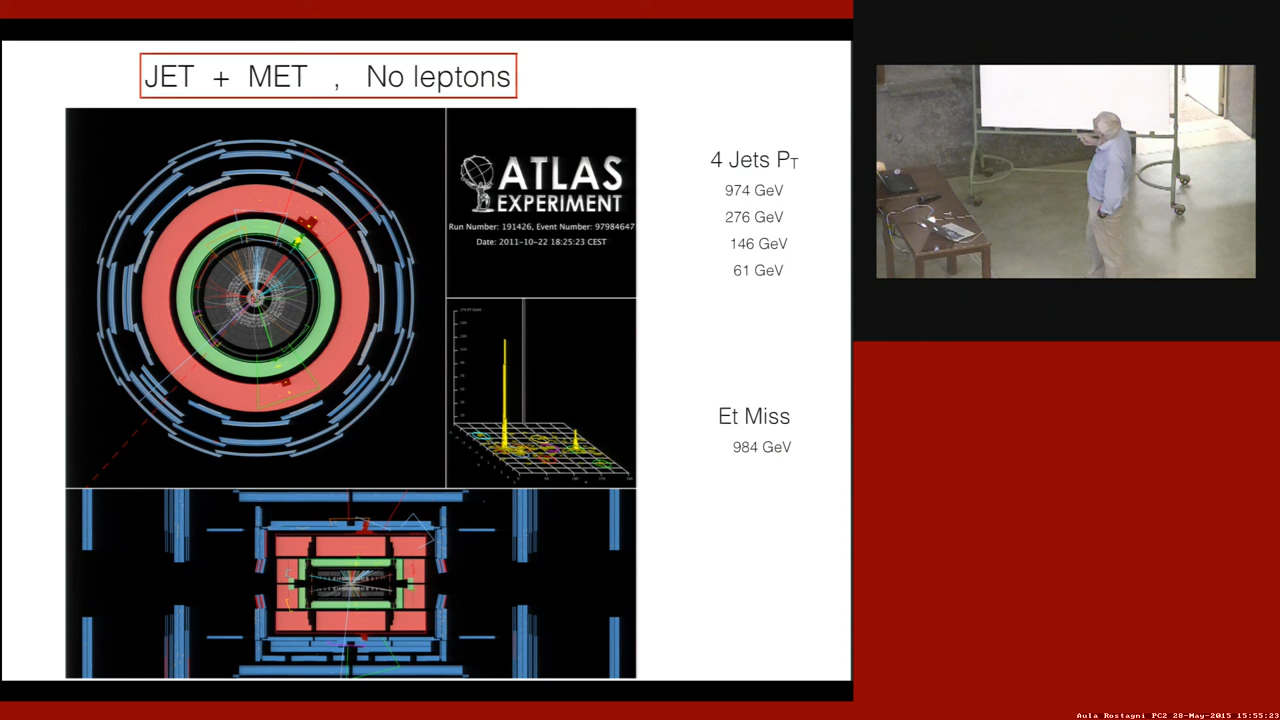 JET + MET , No leptons
ATLAS
EXPERIMENT
Run Number: 191426, Event Number: 97984647
Date: 2011-10-22 18:25:23 CEST
4 Jets PT
974 GeV
276 GeV
146 GeV
61 GeV
Et Miss
984 GeV
Aula Rostagni PC2 28-May-2015 15:55:23